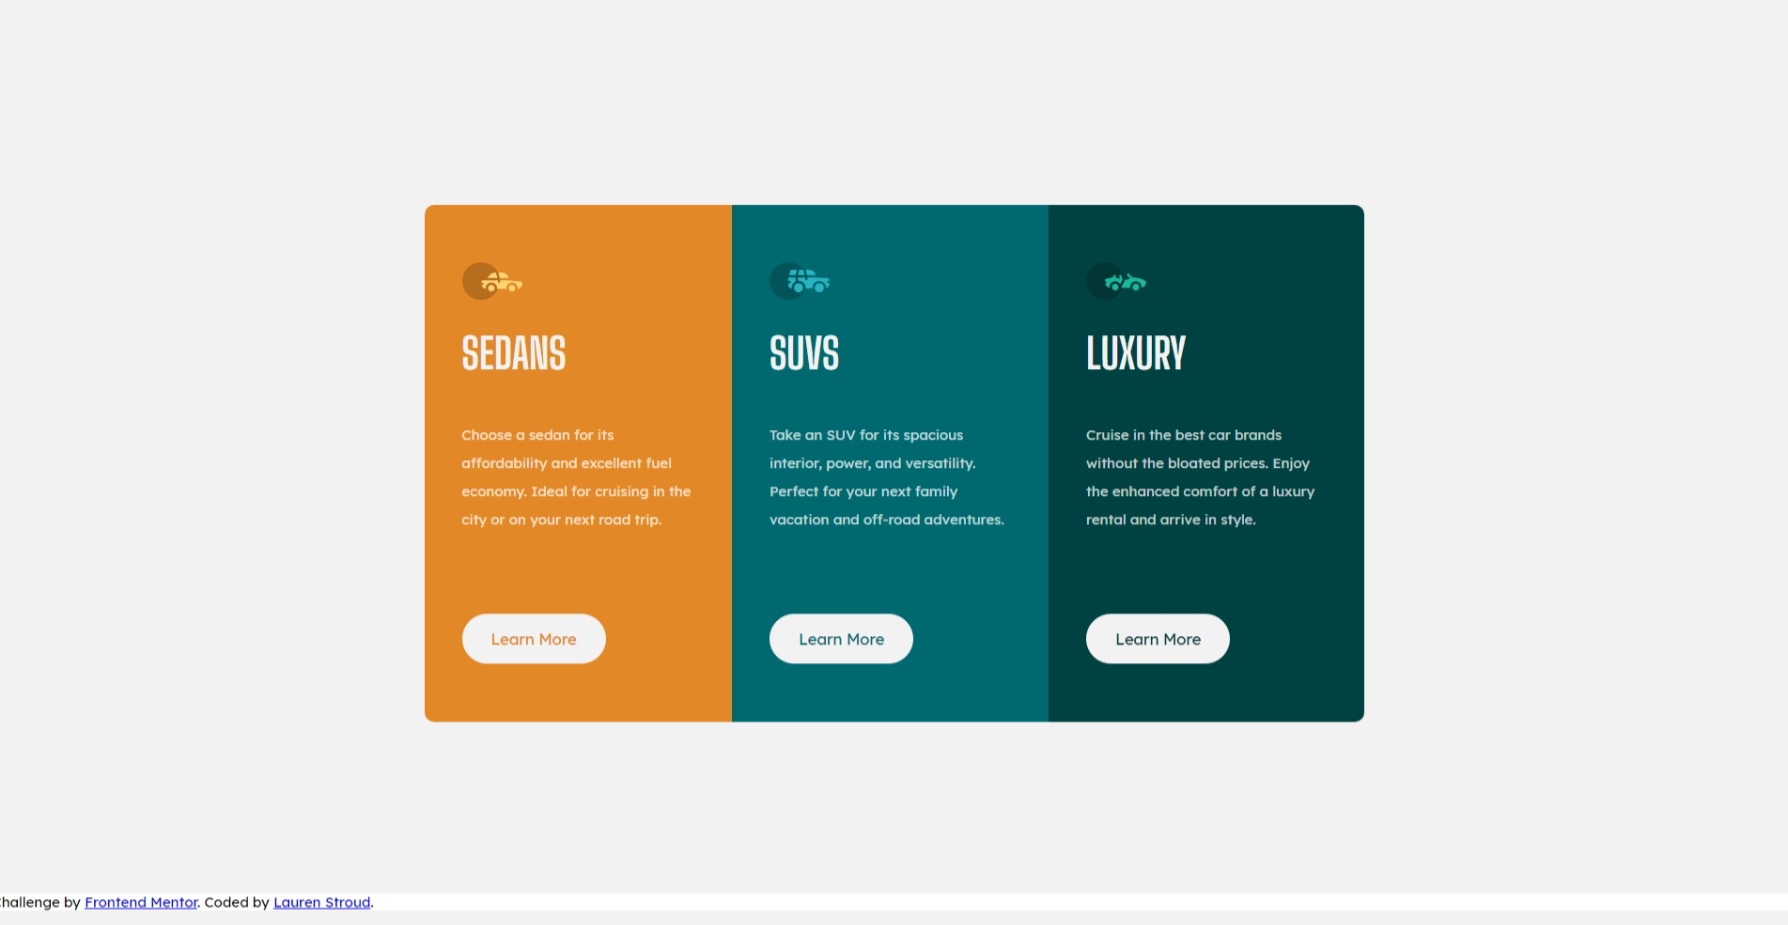 SEDANS
Choose a sedan for its
affordability and excellent fuel
economy. Ideal for cruising in the
city or on your next road trip.
Learn More
SUVS
Take an SUV for its spacious
interior, power, and versatility.
Perfect for your next family
vacation and off-road adventures.
Learn More
LUXURY
Cruise in the best car brands
without the bloated prices. Enjoy
the enhanced comfort of a luxury
rental and arrive in style.
Learn More
Challenge by Frontend Mentor. Coded by Lauren Stroud.